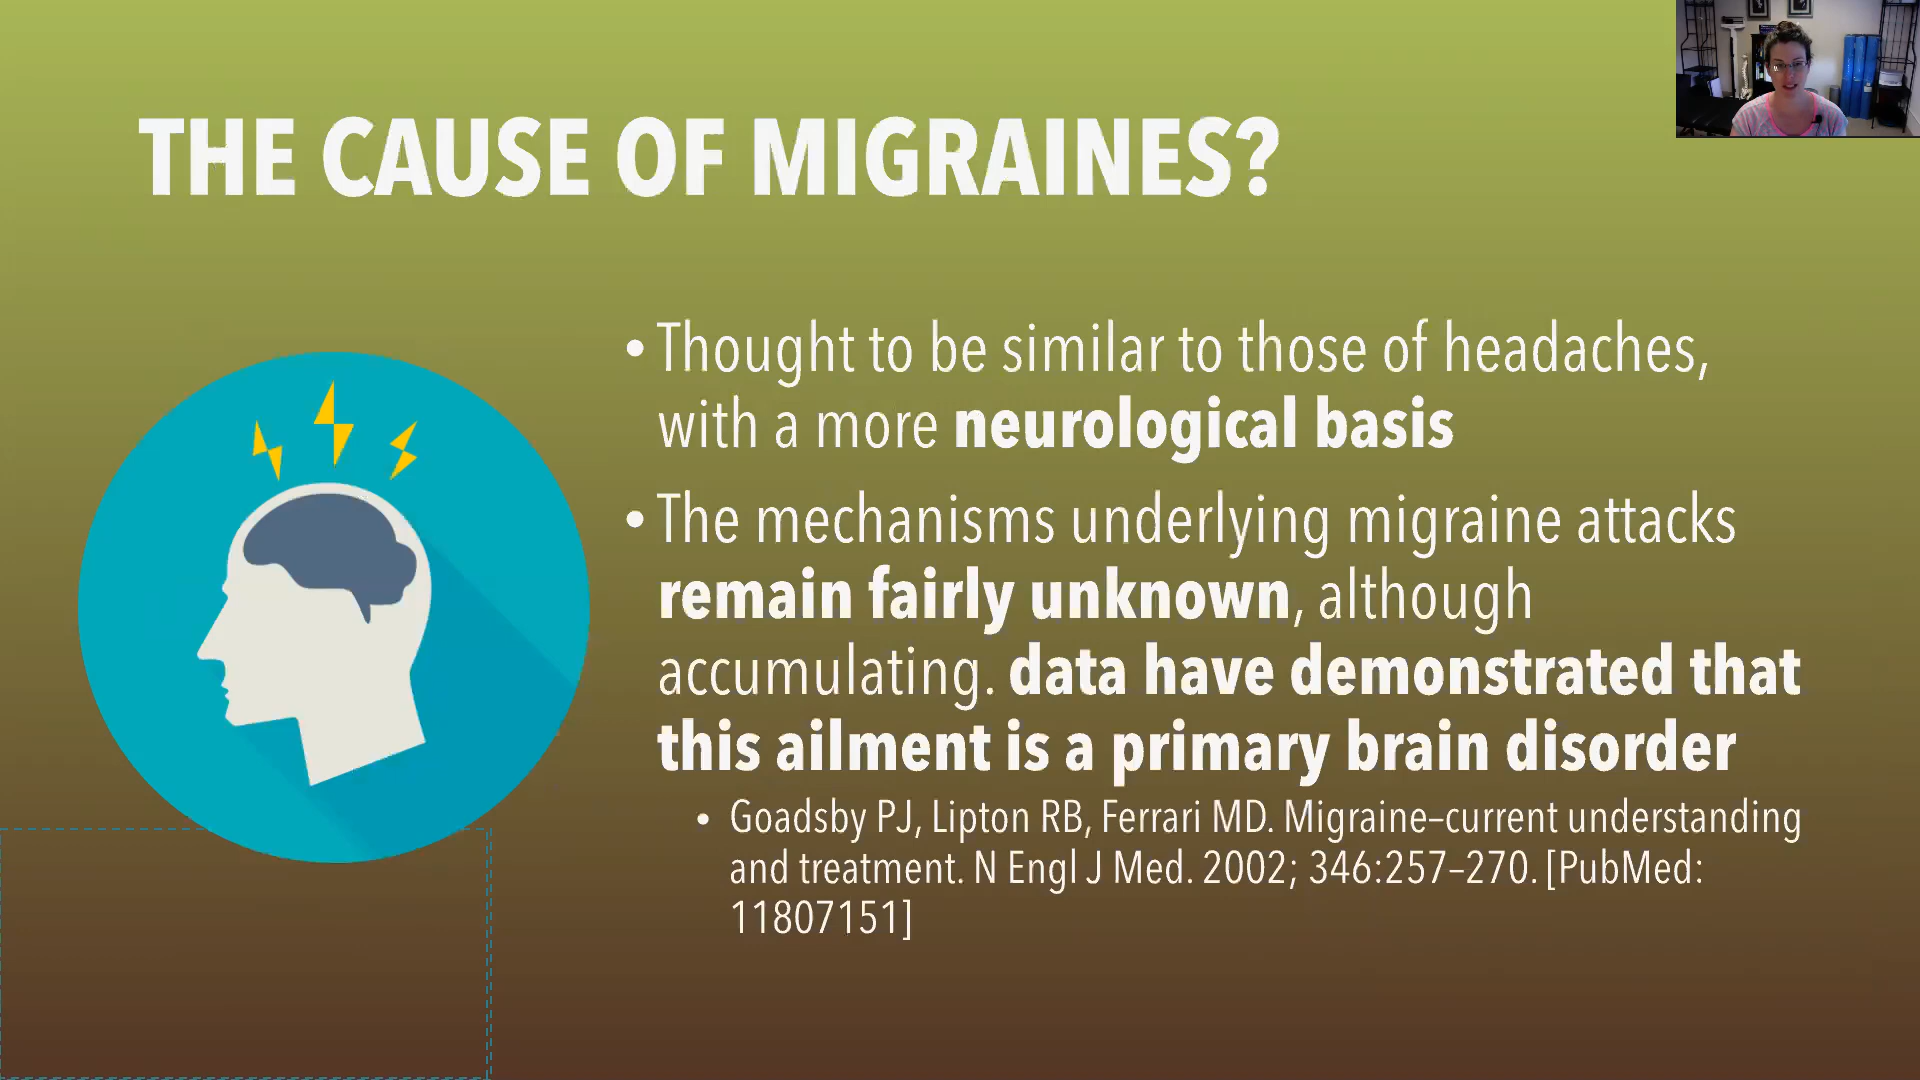 THE CAUSE OF MIGRAINES?
• Thought to be similar to those of headaches,
with a more neurological basis
• The mechanisms underlying migraine attacks
remain fairly unknown, although
accumulating. data have demonstrated that
this ailment is a primary brain disorder
• Goadsby PJ, Lipton RB, Ferrari MD. Migraine–current understanding
and treatment. N Engl J Med. 2002; 346:257–270. [PubMed:
11807151]